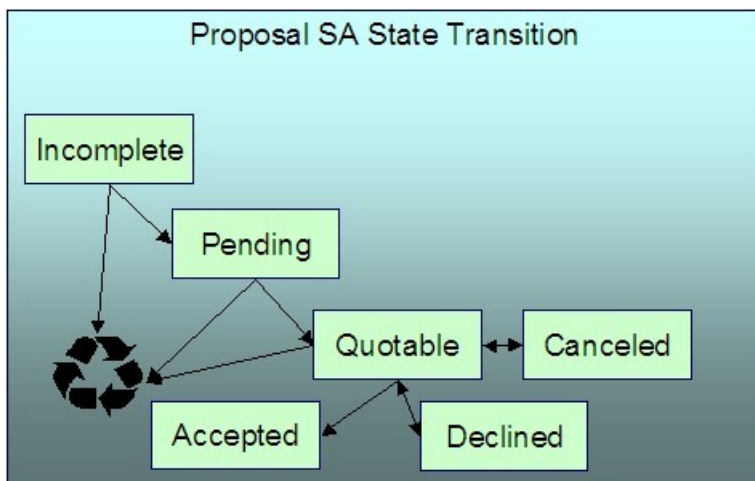 Proposal SA State Transition
Incomplete
Pending
Quotable
Canceled
Accepted
Declined